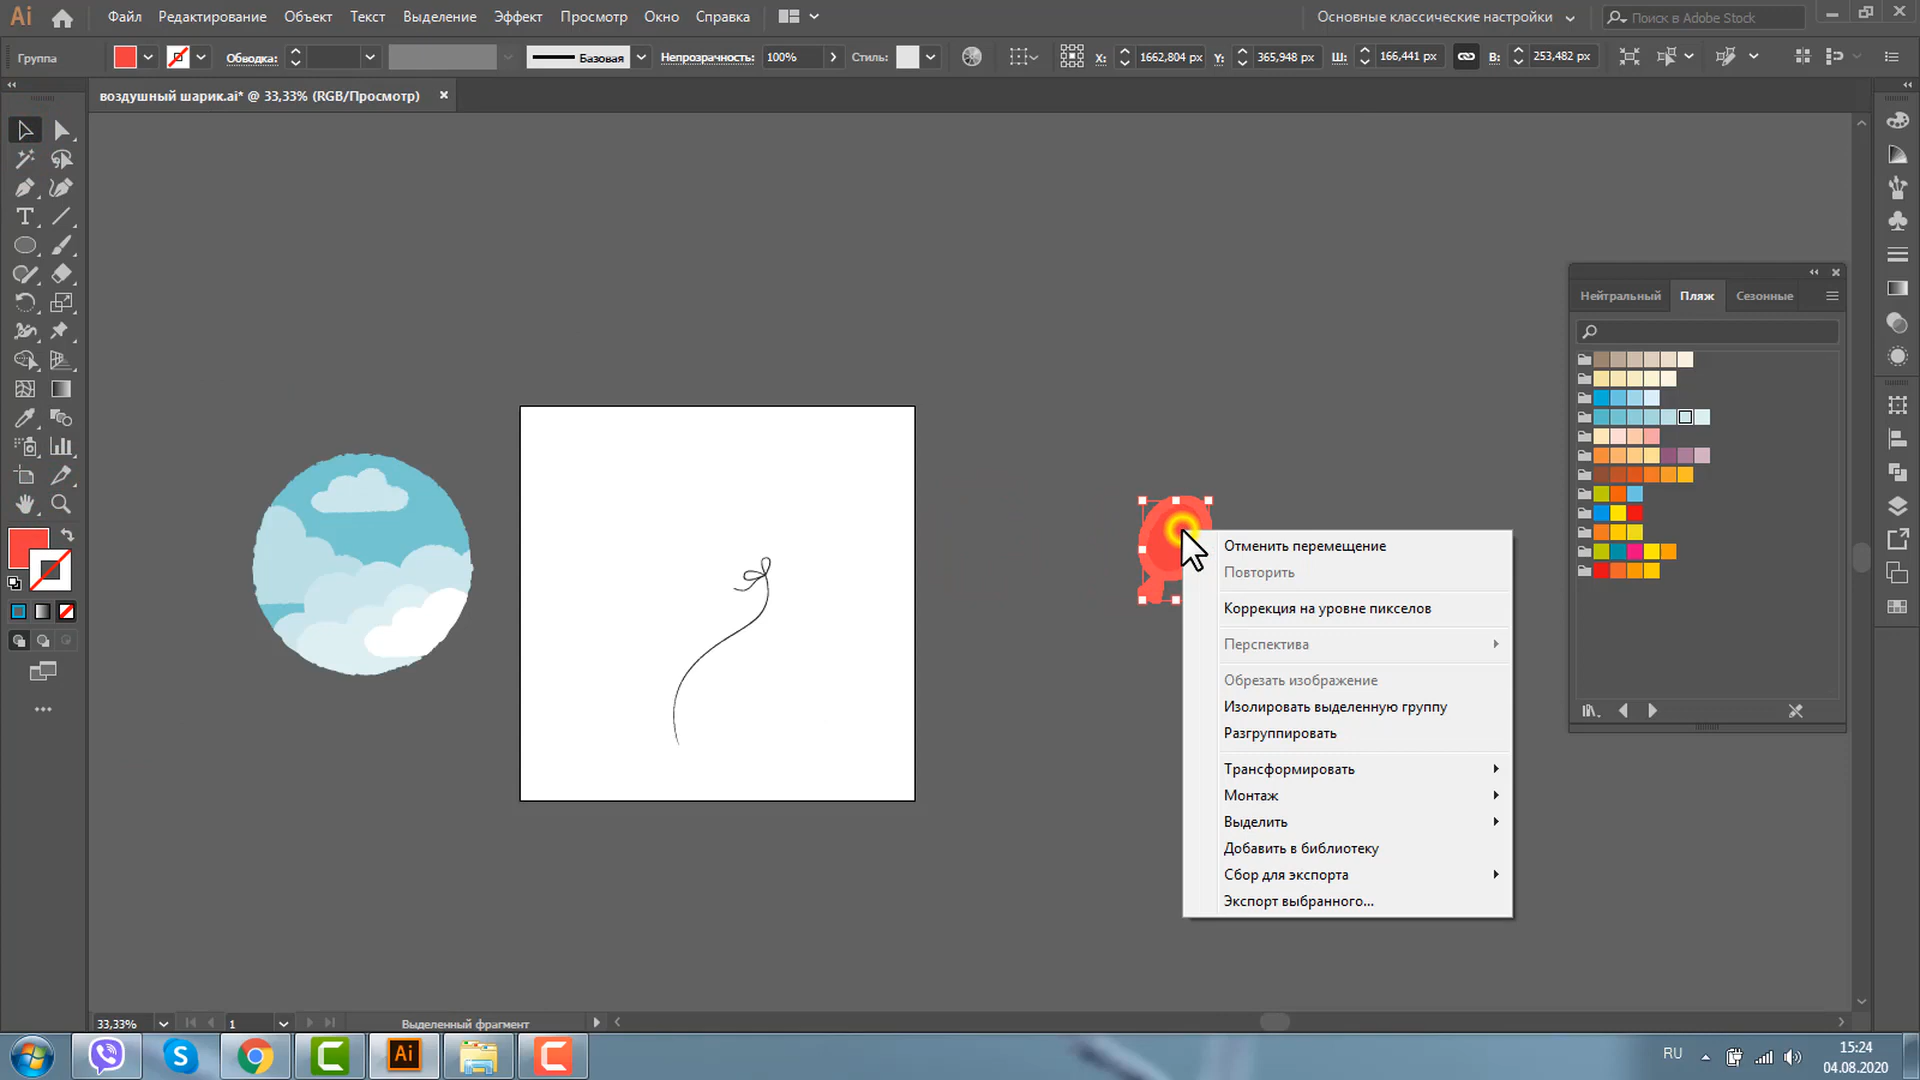 Ai Файл Редактирование Объект Текст Выделение Эффект Просмотр Окно Справка Основные классические настройки Поиск в Adobe Stock
Группа Обводка: Базовая Непрозрачность: 100% Стиль: X: 1662,804 px Y: 365,948 px Ш: 166,441 px В: 253,482 px
воздушный шарик.ai* @ 33,33% (RGB/Просмотр)
Нейтральный Пляж Сезонные
Отменить перемещение
Повторить
Коррекция на уровне пикселов
Перспектива
Обрезать изображение
Изолировать выделенную группу
Разгруппировать
Трансформировать
Монтаж
Выделить
Добавить в библиотеку
Сбор для экспорта
Экспорт выбранного...
33,33% 1 Выделенный фрагмент
Ai
RU
15:24
04.08.2020